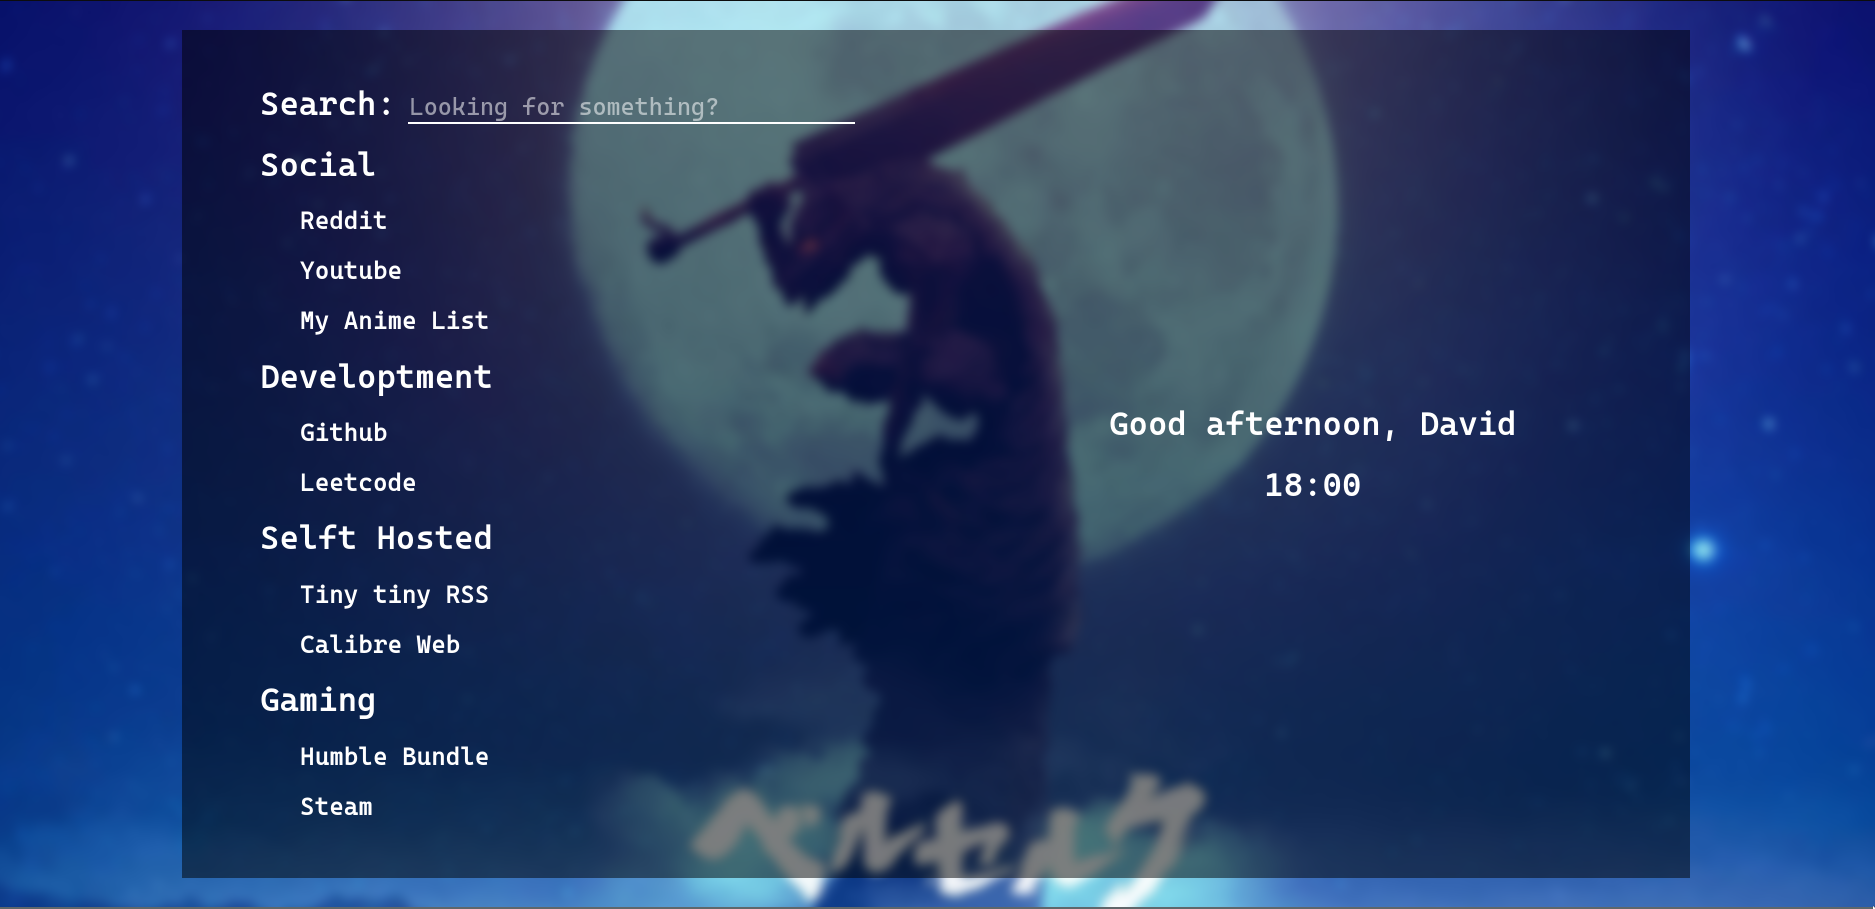 Search: Looking for something?
Social
Reddit
Youtube
My Anime List
Developtment
Github
Leetcode
Selft Hosted
Tiny tiny RSS
Calibre Web
Gaming
Humble Bundle
Steam
Good afternoon, David
18:00
ベルセルク